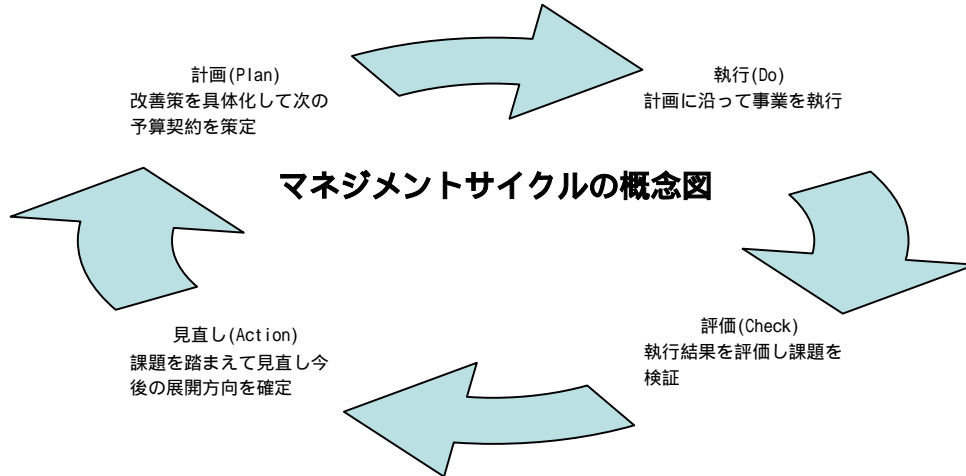 計画(Plan)
改善策を具体化して次の
予算契約を策定
執行(Do)
計画に沿って事業を執行
マネジメントサイクルの概念図
見直し(Action)
課題を踏まえて見直し今
後の展開方向を確定
評価(Check)
執行結果を評価し課題を
検証